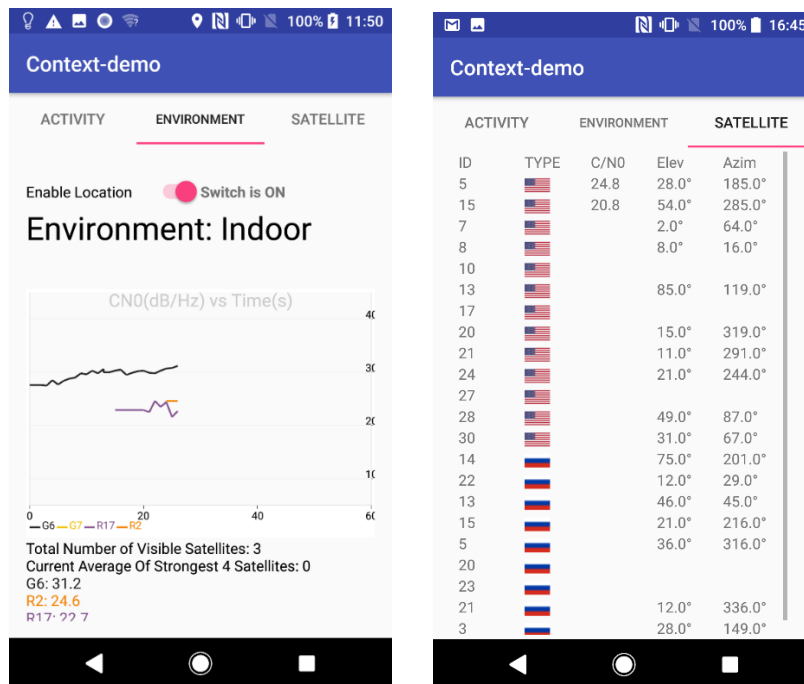 100% 11:50
Context-demo
ACTIVITY ENVIRONMENT SATELLITE
Enable Location Switch is ON
Environment: Indoor
CN0(dB/Hz) vs Time(s)
40
30
20
10
0 20 40 60
G6 G7 R17 R2
Total Number of Visible Satellites: 3
Current Average Of Strongest 4 Satellites: 0
G6: 31.2
R2: 24.6
R17: 22.7
100% 16:45
Context-demo
ACTIVITY ENVIRONMENT SATELLITE
ID TYPE C/N0 Elev Azim
5 24.8 28.0° 185.0°
15 20.8 54.0° 285.0°
7 2.0° 64.0°
8 8.0° 16.0°
10
13 85.0° 119.0°
17
20 15.0° 319.0°
21 11.0° 291.0°
24 21.0° 244.0°
27
28 49.0° 87.0°
30 31.0° 67.0°
14 75.0° 201.0°
22 12.0° 29.0°
13 46.0° 45.0°
15 21.0° 216.0°
5 36.0° 316.0°
20
23
21 12.0° 336.0°
3 28.0° 149.0°